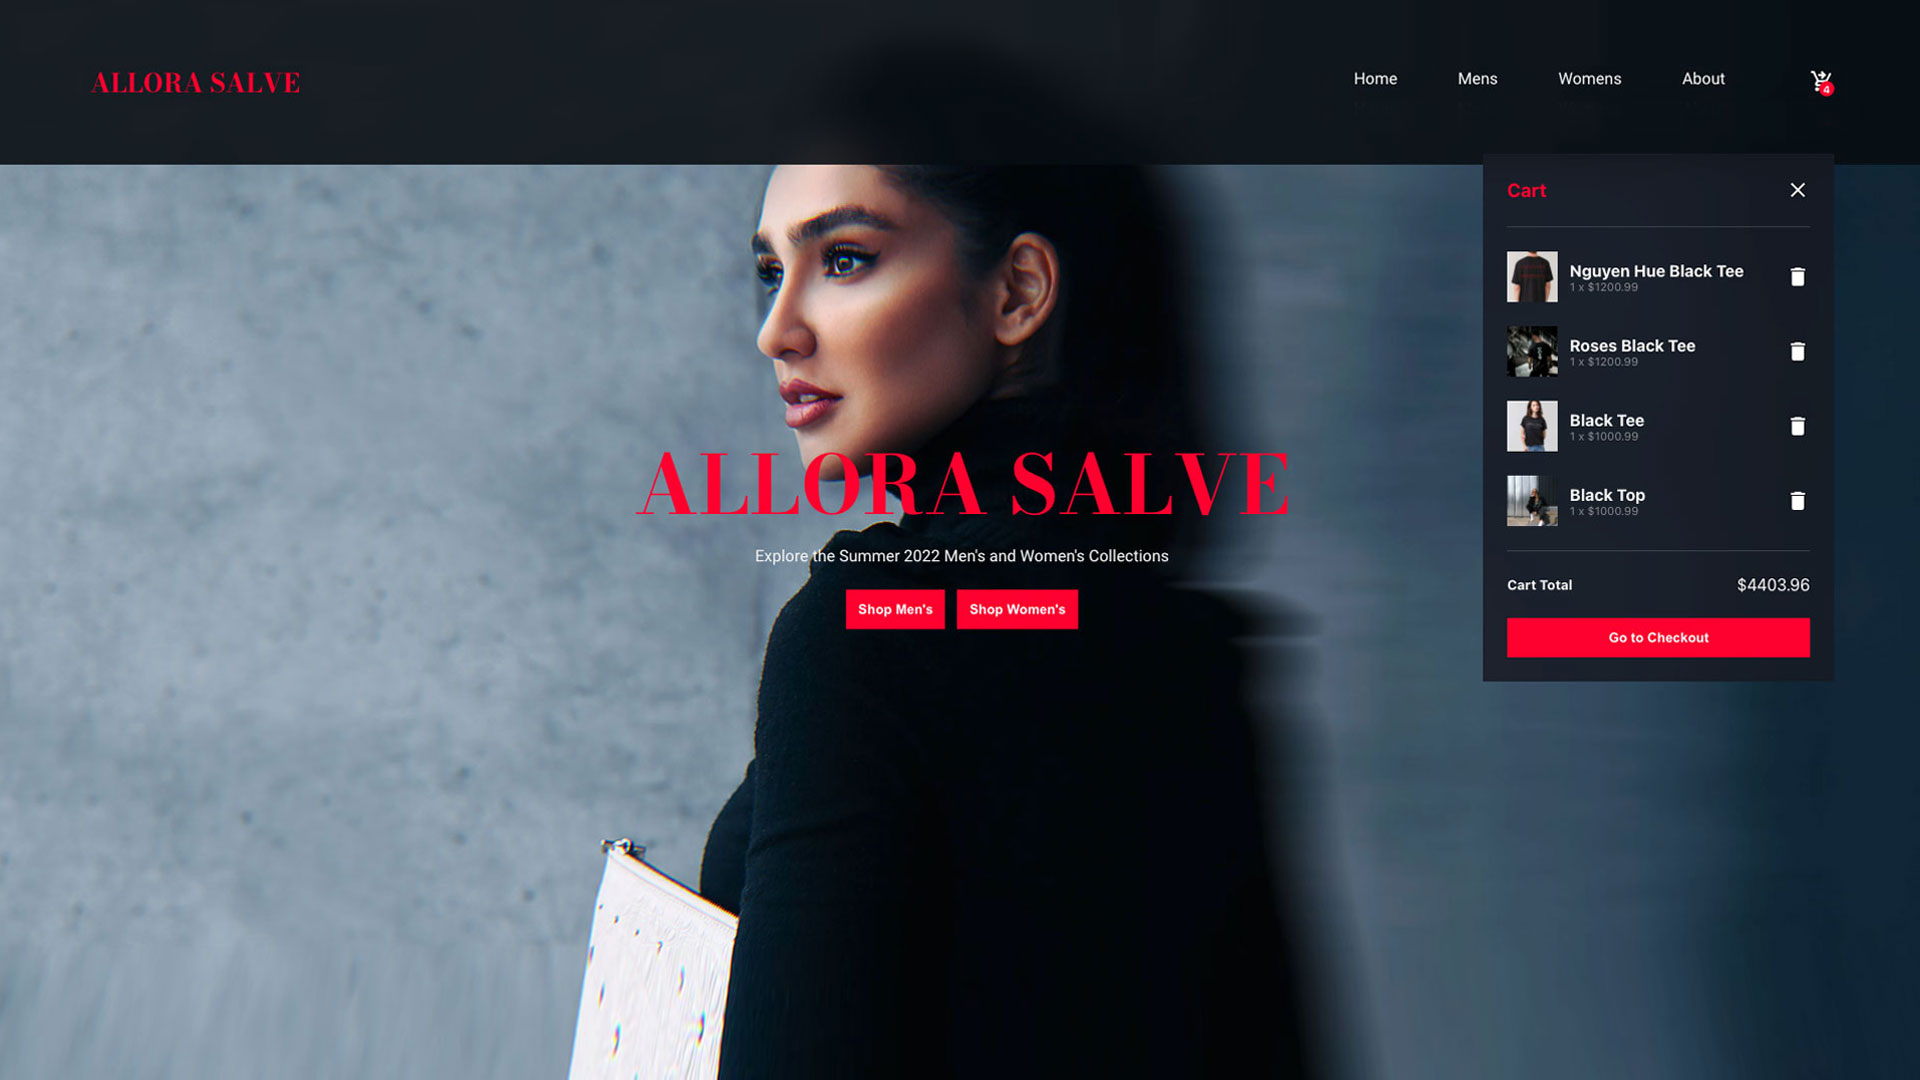 ALLORA SALVE
Home Mens Womens About
4
Cart
Nguyen Hue Black Tee
1 x $1200.99
Roses Black Tee
1 x $1200.99
Black Tee
1 x $1000.99
Black Top
1 x $1000.99
Cart Total $4403.96
Go to Checkout
ALLORA SALVE
Explore the Summer 2022 Men's and Women's Collections
Shop Men's Shop Women's